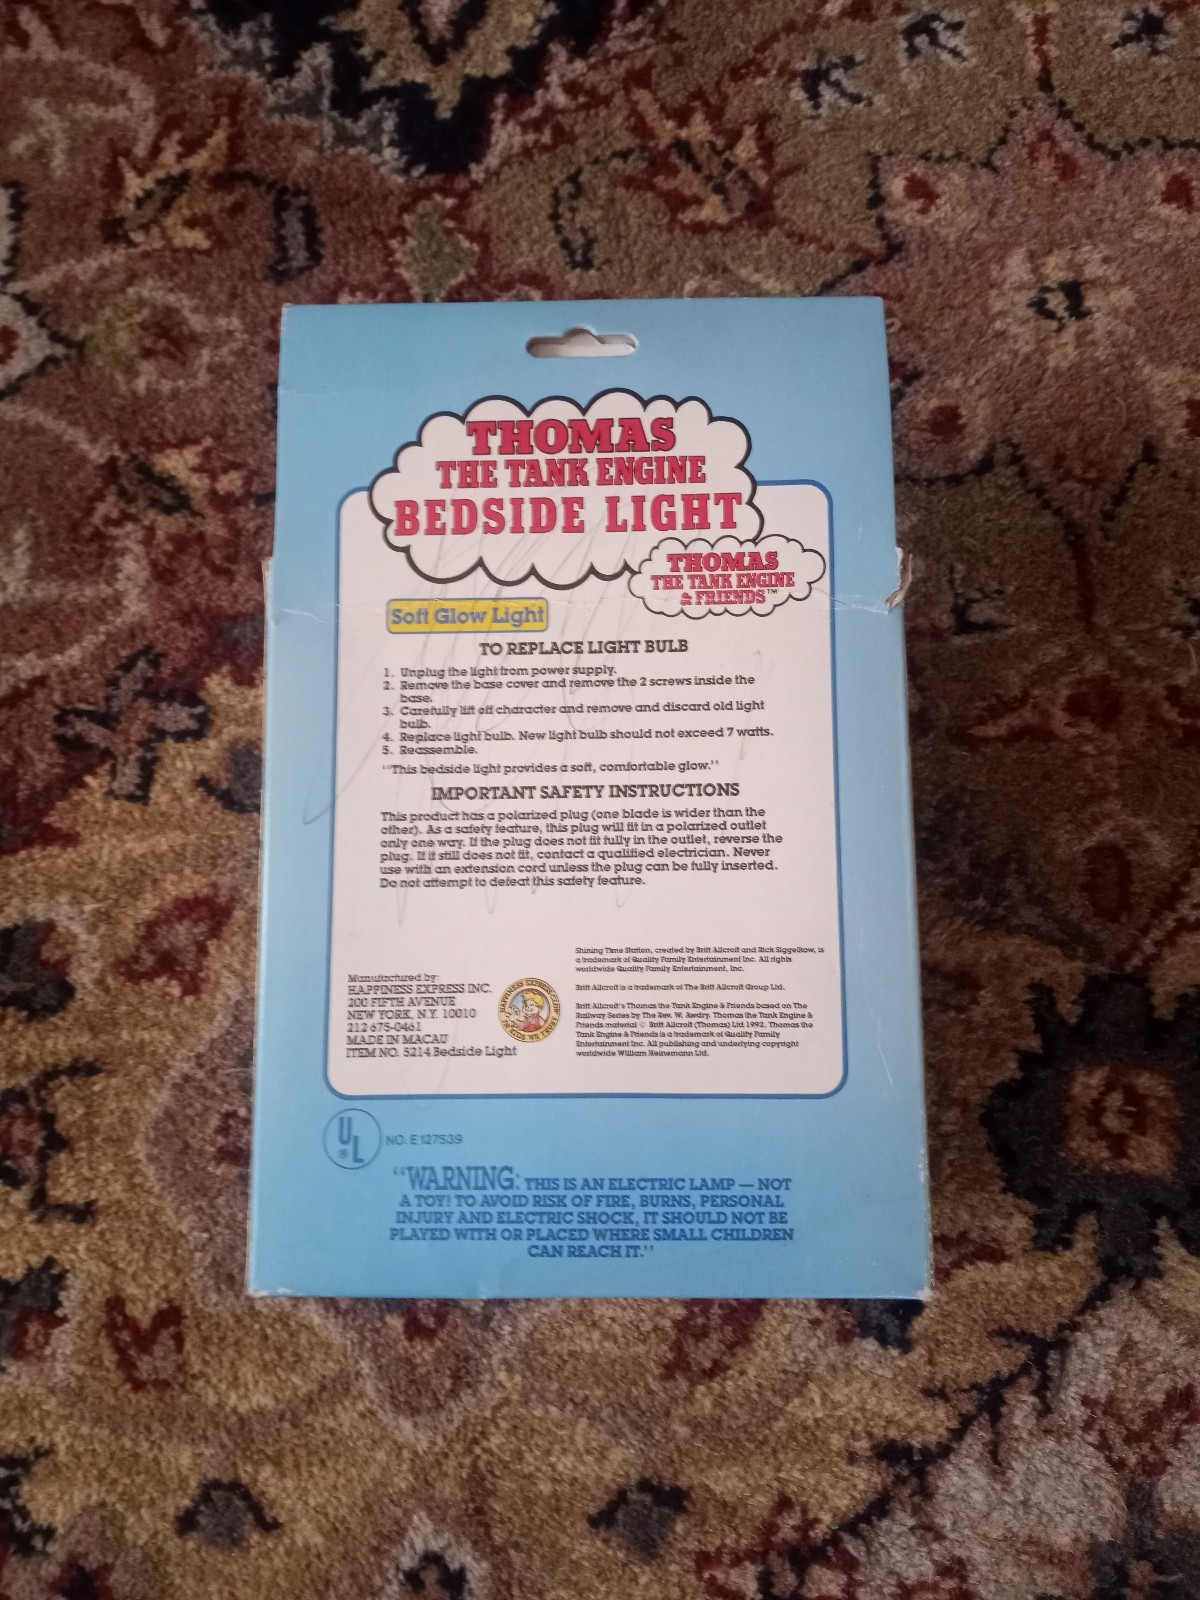 THOMAS
THE TANK ENGINE
BEDSIDE LIGHT
THOMAS
THE TANK ENGINE
& FRIENDS™
Soft Glow Light
TO REPLACE LIGHT BULB
1. Unplug the light from power supply.
2. Remove the base cover and remove the 2 screws inside the
base.
3. Carefully lift off character and remove and discard old light
bulb.
4. Replace light bulb. New light bulb should not exceed 7 watts.
5. Reassemble.
"This bedside light provides a soft, comfortable glow."
IMPORTANT SAFETY INSTRUCTIONS
This product has a polarized plug (one blade is wider than the
other). As a safety feature, this plug will fit in a polarized outlet
only one way. If the plug does not fit fully in the outlet, reverse the
plug. If it still does not fit, contact a qualified electrician. Never
use with an extension cord unless the plug can be fully inserted.
Do not attempt to defeat this safety feature.
Manufactured by:
HAPPINESS EXPRESS INC.
200 FIFTH AVENUE
NEW YORK, N.Y. 10010
212 675-0461
MADE IN MACAU
ITEM NO. 5214 Bedside Light
HAPPINESS EXPRESS
KIDS WE TRUST
Shining Time Station, created by Britt Allcroft and Rick Siggelkow, is
a trademark of Quality Family Entertainment Inc. All rights
worldwide Quality Family Entertainment, Inc.
Britt Allcroft is a trademark of The Britt Allcroft Group Ltd.
Britt Allcroft's Thomas the Tank Engine & Friends based on The
Railway Series by The Rev. W. Awdry. Thomas the Tank Engine &
Friends material © Britt Allcroft (Thomas) Ltd 1992. Thomas the
Tank Engine & Friends is a trademark of Quality Family
Entertainment Inc. All publishing and underlying copyright
worldwide William Heinemann Ltd.
UL
®
NO. E127539
"WARNING: THIS IS AN ELECTRIC LAMP — NOT
A TOY! TO AVOID RISK OF FIRE, BURNS, PERSONAL
INJURY AND ELECTRIC SHOCK, IT SHOULD NOT BE
PLAYED WITH OR PLACED WHERE SMALL CHILDREN
CAN REACH IT."